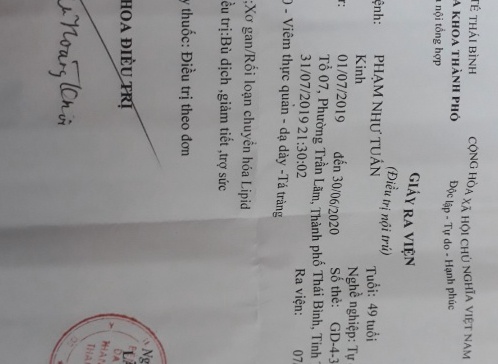 TẾ THÁI BÌNH
A KHOA THÀNH PHỐ
nội tổng hợp
CỘNG HÒA XÃ HỘI CHỦ NGHĨA VIỆT NAM
Độc lập - Tự do - Hạnh phúc
GIẤY RA VIỆN
(Điều trị nội trú)
ệnh: PHẠM NHƯ TUẤN Tuổi: 49 tuổi
Kinh Nghề nghiệp: Tự
01/07/2019 đến 30/06/2020 Số thẻ: GD-4-3
Tổ 07, Phường Trần Lãm, Thành phố Thái Bình, Tỉnh
31/07/2019 21:30:02 Ra viện: 07
) - Viêm thực quản - dạ dày -Tá tràng
:Xơ gan/Rối loạn chuyển hóa Lipid
ều trị:Bù dịch ,giảm tiết ,trợ sức
y thuốc: Điều trị theo đơn
HOA ĐIỀU TRỊ
Ng